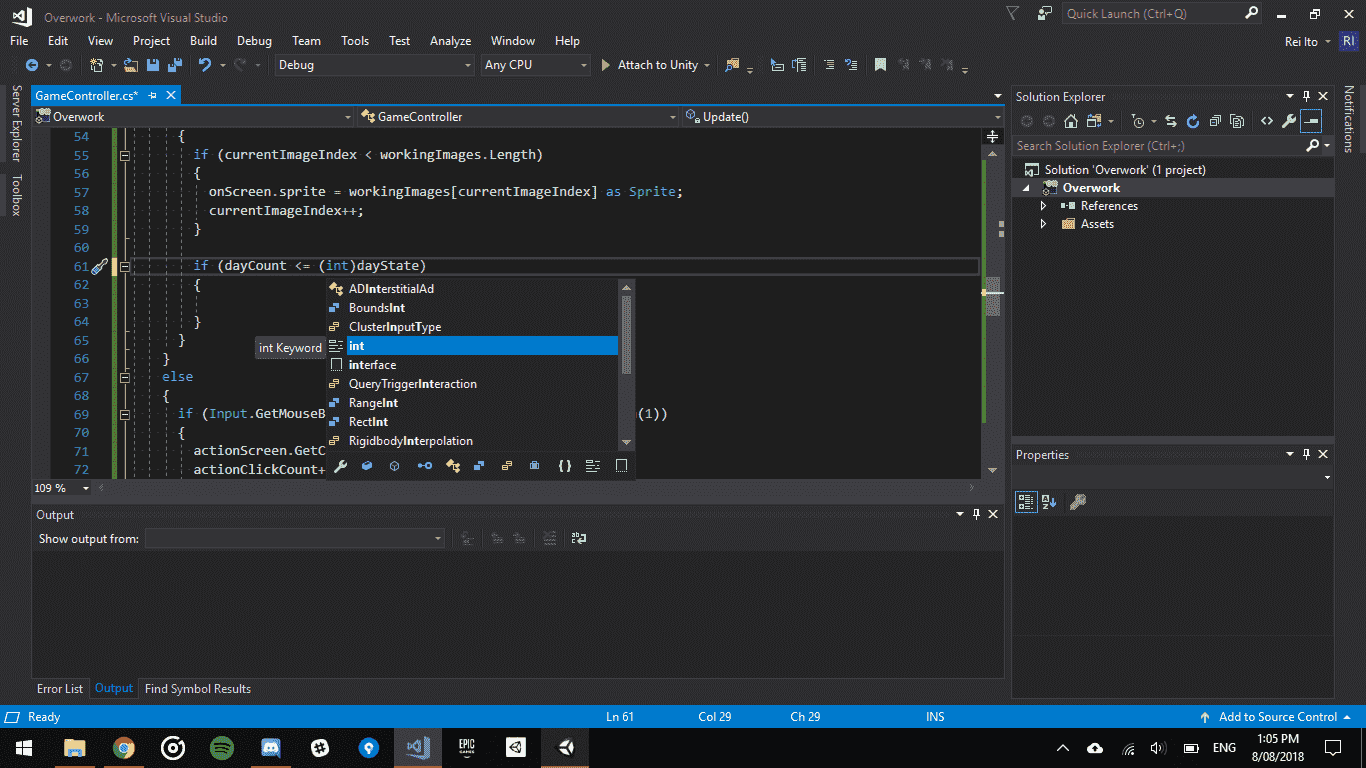 Overwork - Microsoft Visual Studio
Quick Launch (Ctrl+Q)
File Edit View Project Build Debug Team Tools Test Analyze Window Help
Rei Ito RI
Debug Any CPU Attach to Unity
Server Explorer
Toolbox
GameController.cs*
Overwork GameController Update()
54 {
55 if (currentImageIndex < workingImages.Length)
56 {
57 onScreen.sprite = workingImages[currentImageIndex] as Sprite;
58 currentImageIndex++;
59 }
60
61 if (dayCount <= (int)dayState)
62 {
63
64 }
65 }
66 }
67 else
68 {
69 if (Input.GetMouseB (1))
70 {
71 actionScreen.GetC
72 actionClickCount+
ADInterstitialAd
BoundsInt
ClusterInputType
int Keyword
int
interface
QueryTriggerInteraction
RangeInt
RectInt
RigidbodyInterpolation
109 %
Output
Show output from:
Error List Output Find Symbol Results
Solution Explorer
Search Solution Explorer (Ctrl+;)
Solution 'Overwork' (1 project)
Overwork
References
Assets
Properties
Notifications
Ready Ln 61 Col 29 Ch 29 INS Add to Source Control
EPIC
GAMES
ENG
1:05 PM
8/08/2018